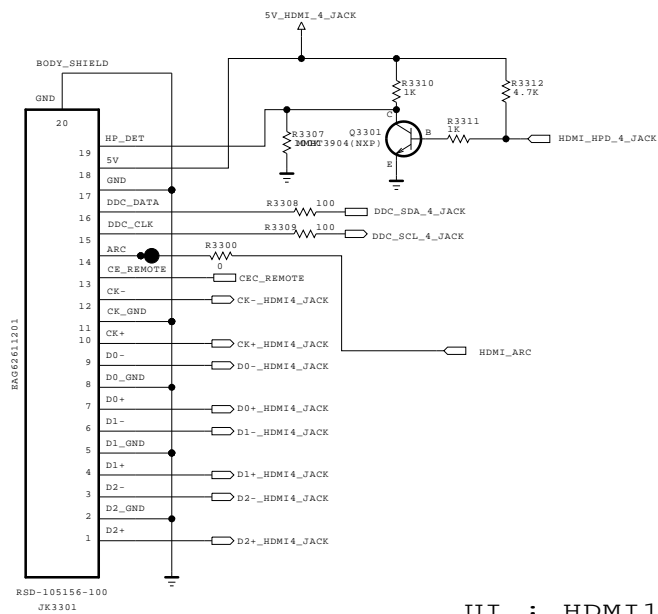 5V_HDMI_4_JACK
BODY_SHIELD
GND
20
R3310
1K
R3312
4.7K
R3311
1K
C
B
E
Q3301
MMBT3904(NXP)
R3307
HDMI_HPD_4_JACK
19
HP_DET
18
5V
17
GND
16
DDC_DATA
R3308
100
DDC_SDA_4_JACK
15
DDC_CLK
R3309
100
DDC_SCL_4_JACK
14
ARC
R3300
0
HDMI_ARC
13
CE_REMOTE
CEC_REMOTE
12
CK-
CK-_HDMI4_JACK
11
CK_GND
10
CK+
CK+_HDMI4_JACK
9
D0-
D0-_HDMI4_JACK
8
D0_GND
7
D0+
D0+_HDMI4_JACK
6
D1-
D1-_HDMI4_JACK
5
D1_GND
4
D1+
D1+_HDMI4_JACK
3
D2-
D2-_HDMI4_JACK
2
D2_GND
1
D2+
D2+_HDMI4_JACK
EAG62611201
RSD-105156-100
JK3301